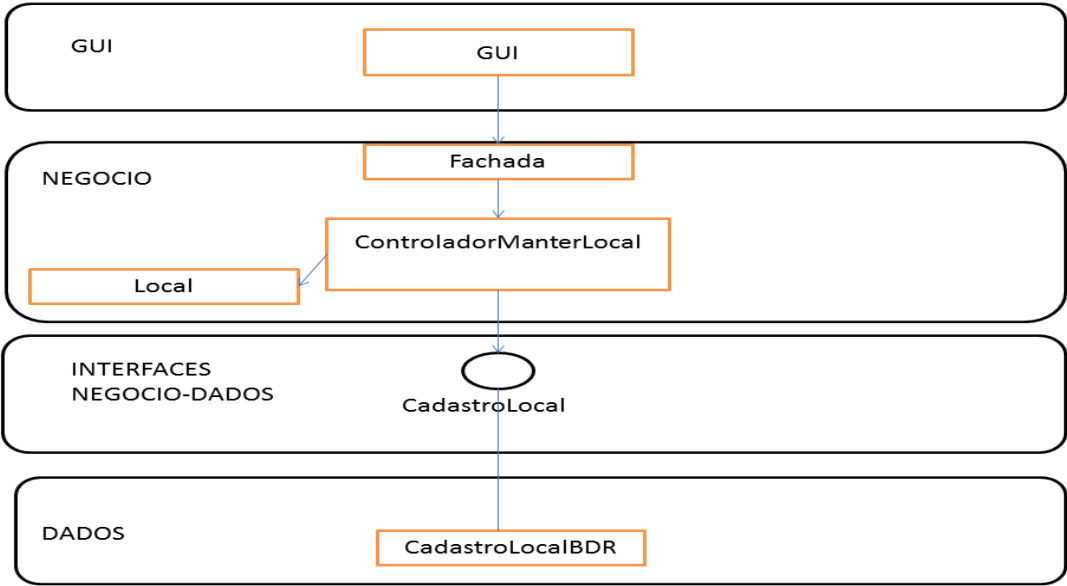 GUI
GUI
Fachada
NEGOCIO
ControladorManterLocal
Local
INTERFACES
NEGOCIO-DADOS
CadastroLocal
DADOS
CadastroLocalBDR